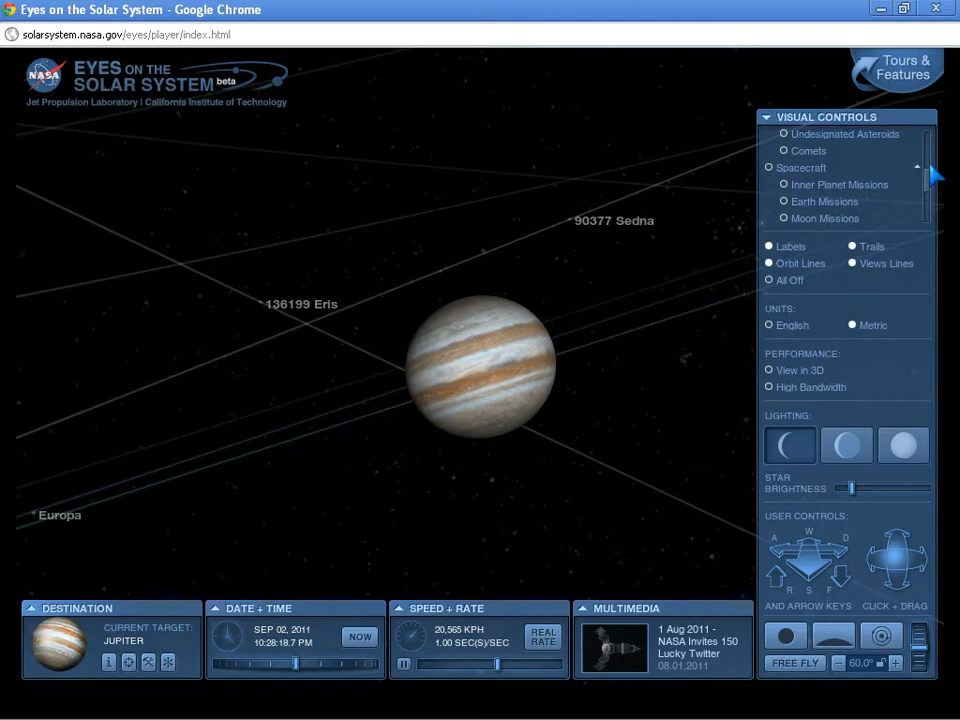 Eyes on the Solar System - Google Chrome
solarsystem.nasa.gov/eyes/player/index.html
NASA
EYES ON THE
SOLAR SYSTEM beta
Jet Propulsion Laboratory | California Institute of Technology
Tours &
Features
VISUAL CONTROLS
Undesignated Asteroids
Comets
Spacecraft
Inner Planet Missions
Earth Missions
Moon Missions
Labels Trails
Orbit Lines Views Lines
All Off
UNITS:
English Metric
PERFORMANCE:
View in 3D
High Bandwidth
LIGHTING:
STAR
BRIGHTNESS
USER CONTROLS:
W
A D
R S F
AND ARROW KEYS CLICK + DRAG
FREE FLY − 60.0° +
90377 Sedna
136199 Eris
Europa
DESTINATION
CURRENT TARGET:
JUPITER
DATE + TIME
SEP 02, 2011
10:28:18.7 PM
NOW
SPEED + RATE
20,565 KPH
1.00 SEC(S)/SEC
REAL
RATE
MULTIMEDIA
1 Aug 2011 -
NASA Invites 150
Lucky Twitter
08.01.2011